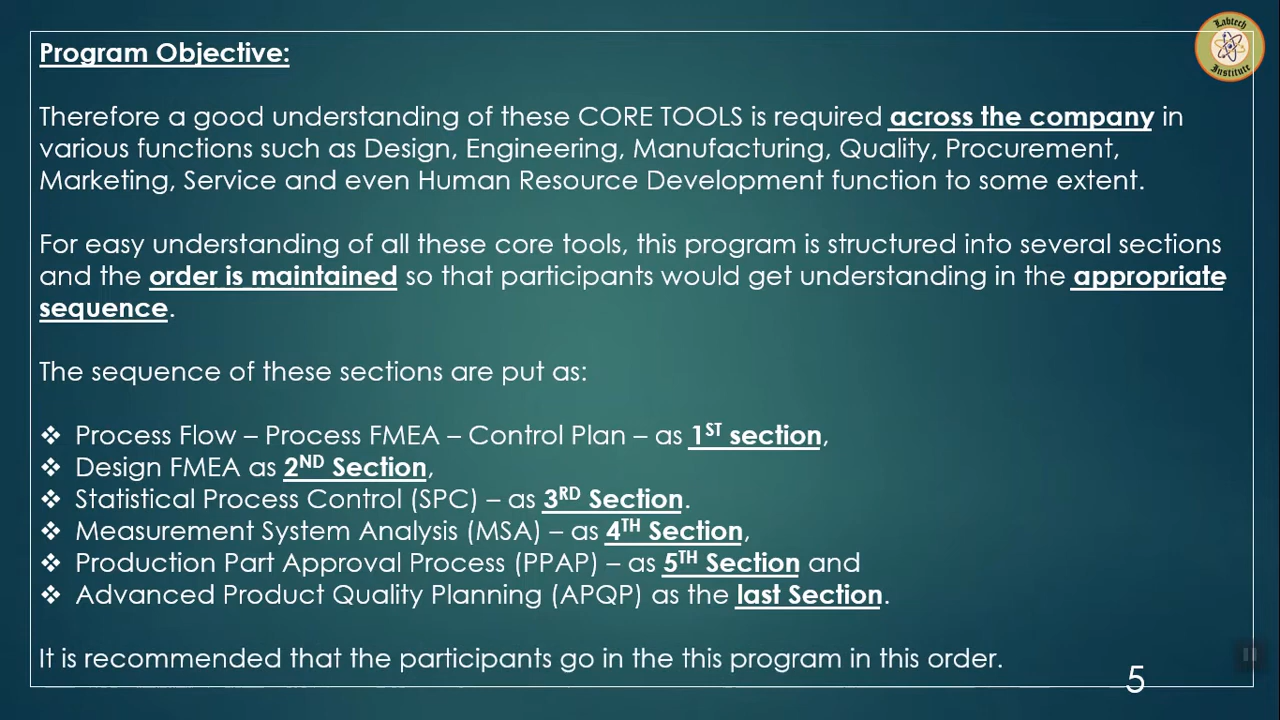 Labtech
Institute
Program Objective:
Therefore a good understanding of these CORE TOOLS is required across the company in
various functions such as Design, Engineering, Manufacturing, Quality, Procurement,
Marketing, Service and even Human Resource Development function to some extent.
For easy understanding of all these core tools, this program is structured into several sections
and the order is maintained so that participants would get understanding in the appropriate
sequence.
The sequence of these sections are put as:
❖ Process Flow – Process FMEA – Control Plan – as 1ST section,
❖ Design FMEA as 2ND Section,
❖ Statistical Process Control (SPC) – as 3RD Section.
❖ Measurement System Analysis (MSA) – as 4TH Section,
❖ Production Part Approval Process (PPAP) – as 5TH Section and
❖ Advanced Product Quality Planning (APQP) as the last Section.
It is recommended that the participants go in the this program in this order.
5